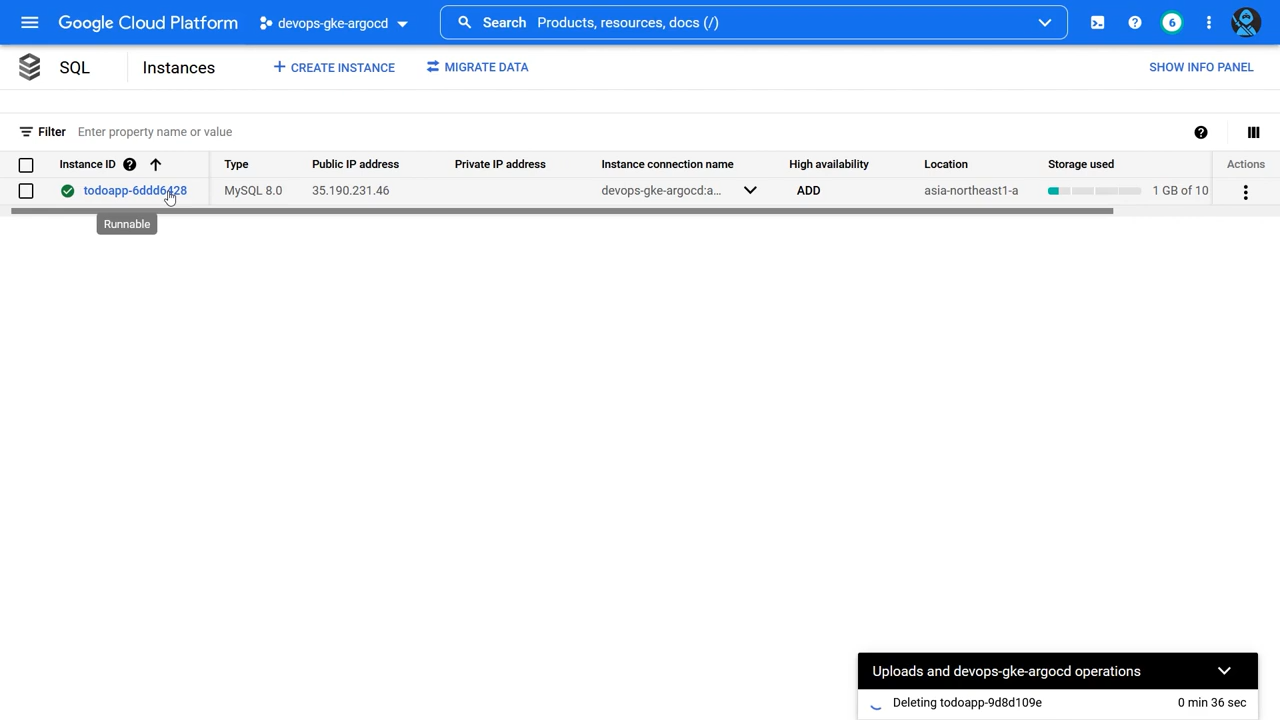 Google Cloud Platform devops-gke-argocd Search Products, resources, docs (/) 6
SQL Instances CREATE INSTANCE MIGRATE DATA SHOW INFO PANEL
Filter Enter property name or value
Instance ID Type Public IP address Private IP address Instance connection name High availability Location Storage used Actions
todoapp-6ddd6428 MySQL 8.0 35.190.231.46 devops-gke-argocd:a... ADD asia-northeast1-a 1 GB of 10
Runnable
Uploads and devops-gke-argocd operations
Deleting todoapp-9d8d109e 0 min 36 sec